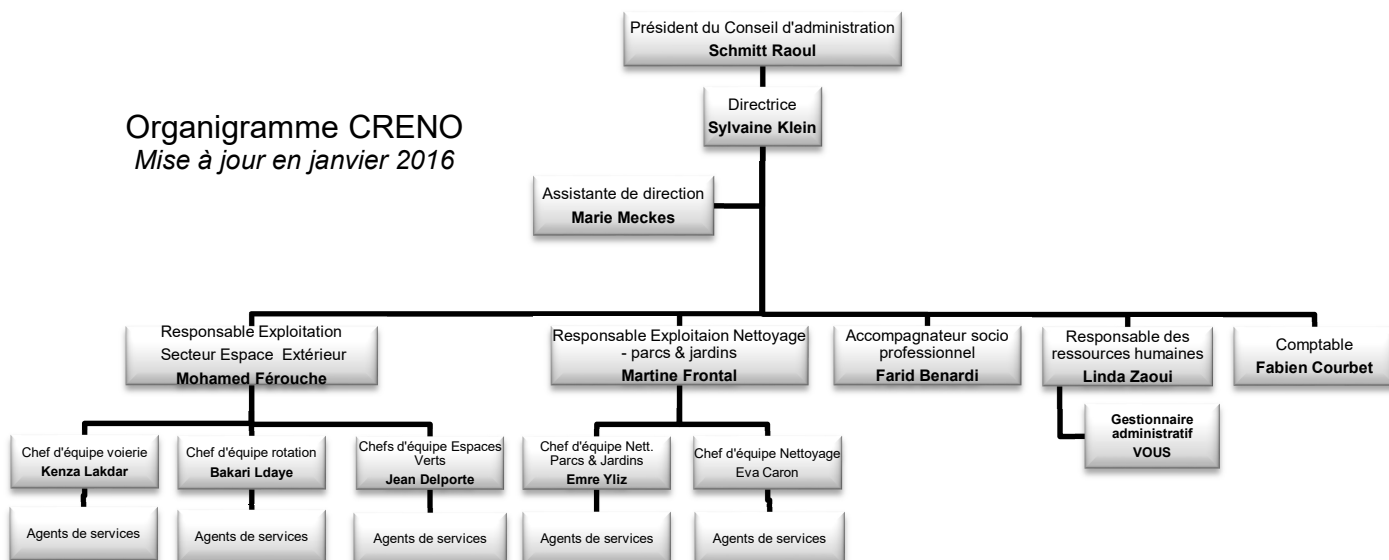 Président du Conseil d'administration
Schmitt Raoul
Directrice
Sylvaine Klein
Organigramme CRENO
Mise à jour en janvier 2016
Assistante de direction
Marie Meckes
Responsable Exploitation
Secteur Espace Extérieur
Mohamed Férouche
Responsable Exploitaion Nettoyage
- parcs & jardins
Martine Frontal
Accompagnateur socio
professionnel
Farid Benardi
Responsable des
ressources humaines
Linda Zaoui
Comptable
Fabien Courbet
Gestionnaire
administratif
VOUS
Chef d'équipe voierie
Kenza Lakdar
Chef d'équipe rotation
Bakari Ldaye
Chefs d'équipe Espaces
Verts
Jean Delporte
Chef d'équipe Nett.
Parcs & Jardins
Emre Yliz
Chef d'équipe Nettoyage
Eva Caron
Agents de services
Agents de services
Agents de services
Agents de services
Agents de services